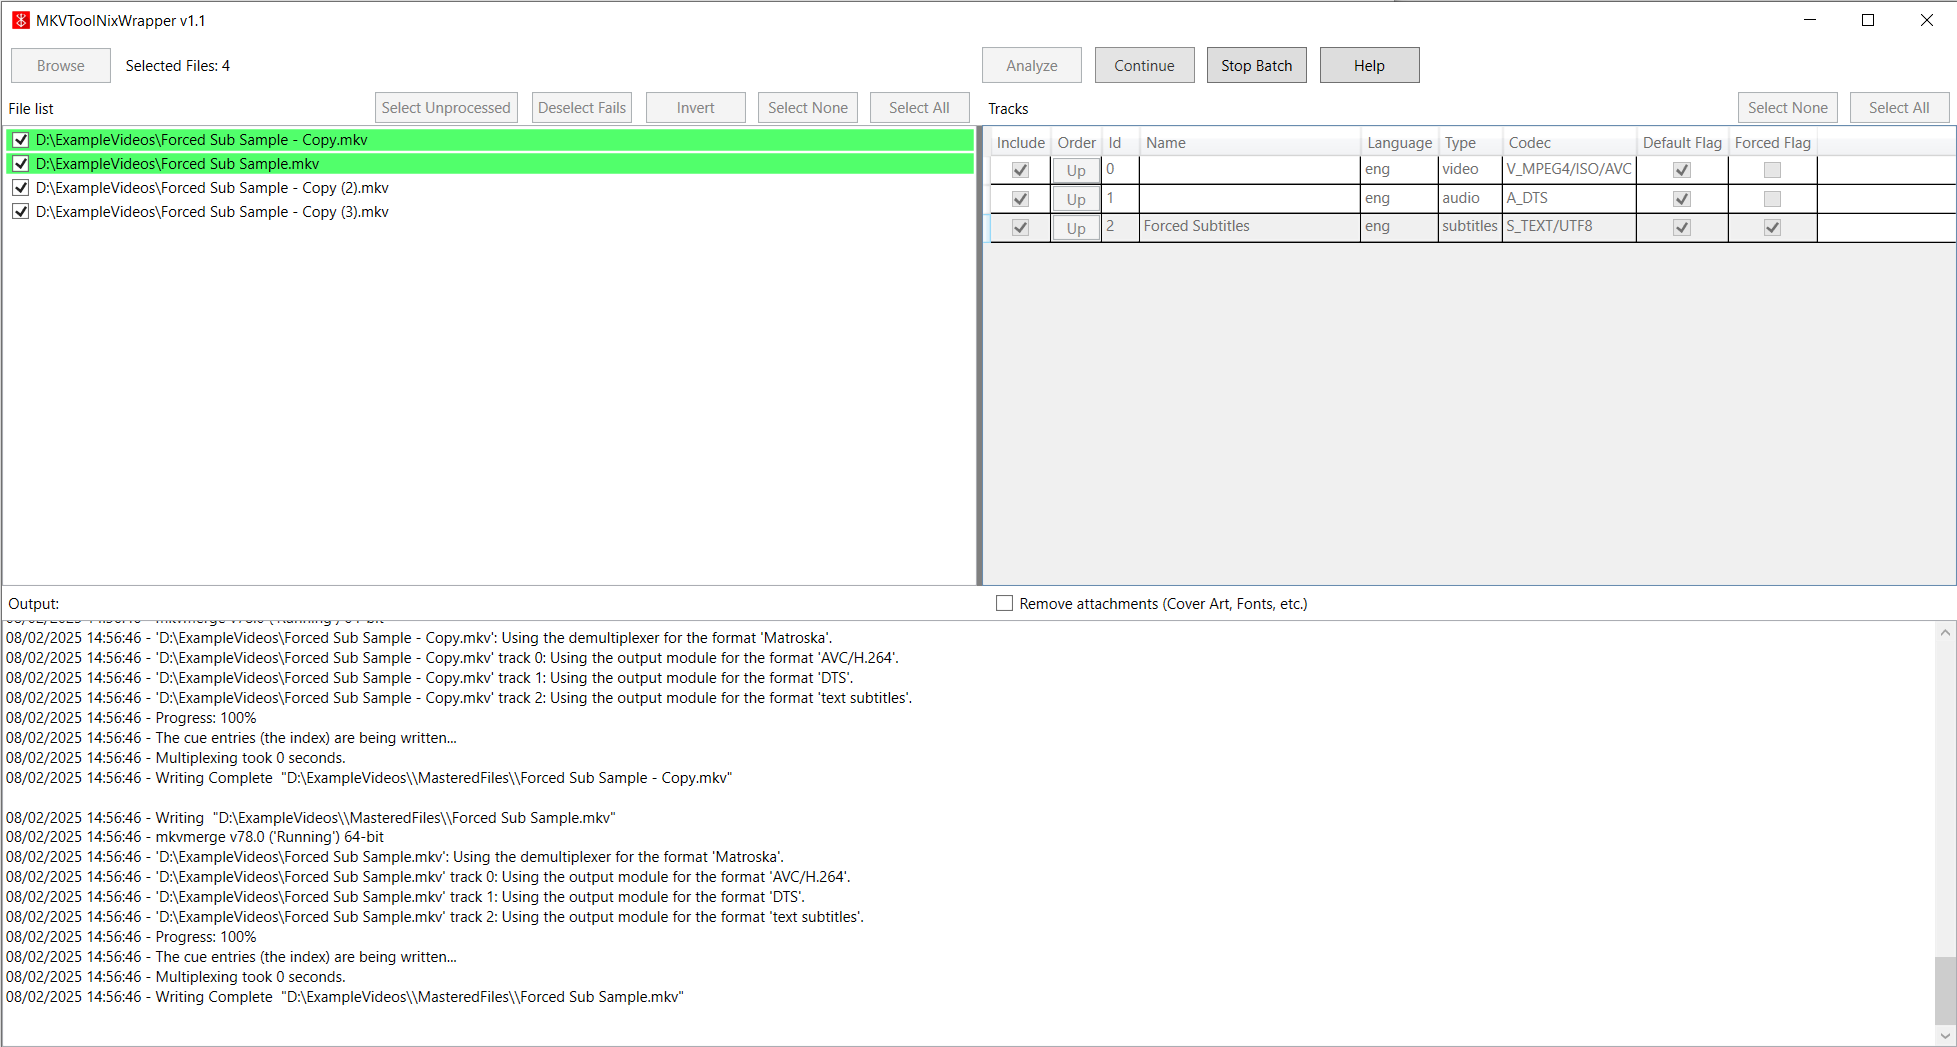 MKVToolNixWrapper v1.1
Browse
Selected Files: 4
Analyze
Continue
Stop Batch
Help
File list
Select Unprocessed
Deselect Fails
Invert
Select None
Select All
Tracks
Select None
Select All
D:\ExampleVideos\Forced Sub Sample - Copy.mkv
D:\ExampleVideos\Forced Sub Sample.mkv
D:\ExampleVideos\Forced Sub Sample - Copy (2).mkv
D:\ExampleVideos\Forced Sub Sample - Copy (3).mkv
Include Order Id Name Language Type Codec Default Flag Forced Flag
Up 0 eng video V_MPEG4/ISO/AVC
Up 1 eng audio A_DTS
Up 2 Forced Subtitles eng subtitles S_TEXT/UTF8
Output:
Remove attachments (Cover Art, Fonts, etc.)
08/02/2025 14:56:46 - mkvmerge v78.0 ('Running') 64-bit
08/02/2025 14:56:46 - 'D:\ExampleVideos\Forced Sub Sample - Copy.mkv': Using the demultiplexer for the format 'Matroska'.
08/02/2025 14:56:46 - 'D:\ExampleVideos\Forced Sub Sample - Copy.mkv' track 0: Using the output module for the format 'AVC/H.264'.
08/02/2025 14:56:46 - 'D:\ExampleVideos\Forced Sub Sample - Copy.mkv' track 1: Using the output module for the format 'DTS'.
08/02/2025 14:56:46 - 'D:\ExampleVideos\Forced Sub Sample - Copy.mkv' track 2: Using the output module for the format 'text subtitles'.
08/02/2025 14:56:46 - Progress: 100%
08/02/2025 14:56:46 - The cue entries (the index) are being written...
08/02/2025 14:56:46 - Multiplexing took 0 seconds.
08/02/2025 14:56:46 - Writing Complete  "D:\ExampleVideos\\MasteredFiles\\Forced Sub Sample - Copy.mkv"
08/02/2025 14:56:46 - Writing  "D:\ExampleVideos\\MasteredFiles\\Forced Sub Sample.mkv"
08/02/2025 14:56:46 - mkvmerge v78.0 ('Running') 64-bit
08/02/2025 14:56:46 - 'D:\ExampleVideos\Forced Sub Sample.mkv': Using the demultiplexer for the format 'Matroska'.
08/02/2025 14:56:46 - 'D:\ExampleVideos\Forced Sub Sample.mkv' track 0: Using the output module for the format 'AVC/H.264'.
08/02/2025 14:56:46 - 'D:\ExampleVideos\Forced Sub Sample.mkv' track 1: Using the output module for the format 'DTS'.
08/02/2025 14:56:46 - 'D:\ExampleVideos\Forced Sub Sample.mkv' track 2: Using the output module for the format 'text subtitles'.
08/02/2025 14:56:46 - Progress: 100%
08/02/2025 14:56:46 - The cue entries (the index) are being written...
08/02/2025 14:56:46 - Multiplexing took 0 seconds.
08/02/2025 14:56:46 - Writing Complete  "D:\ExampleVideos\\MasteredFiles\\Forced Sub Sample.mkv"